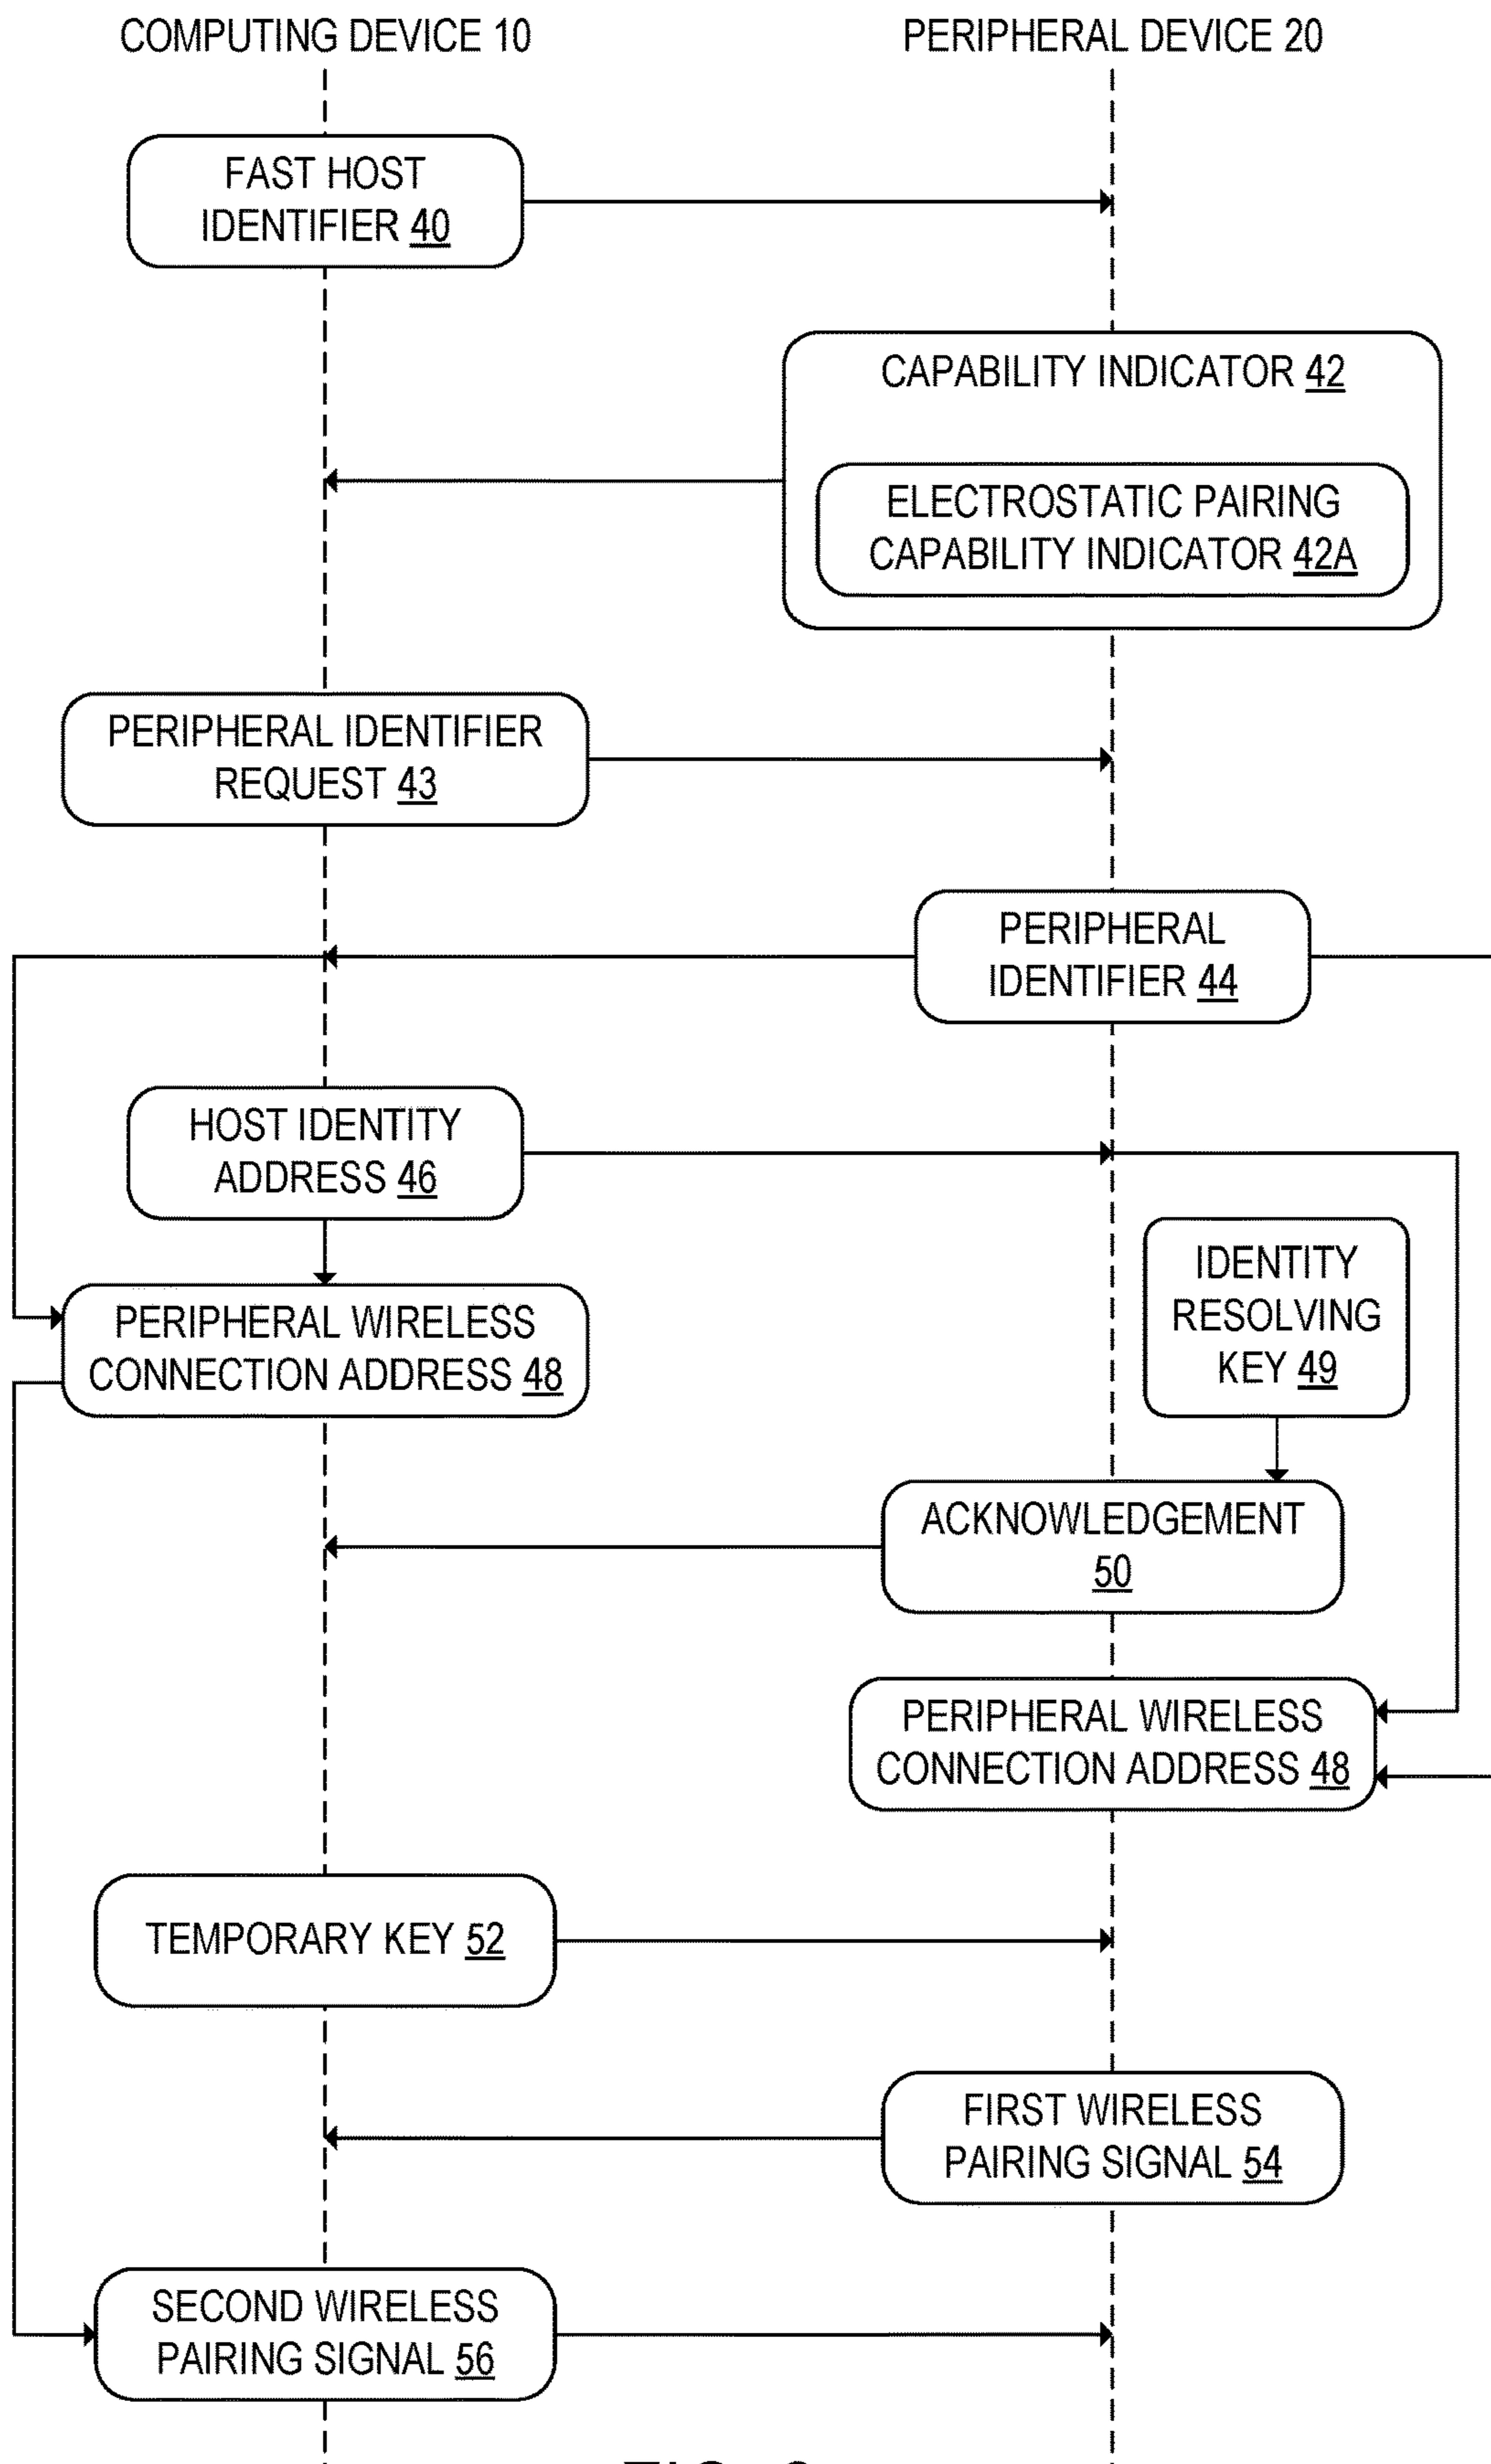 COMPUTING DEVICE 10
PERIPHERAL DEVICE 20
FAST HOST
IDENTIFIER 40
CAPABILITY INDICATOR 42
ELECTROSTATIC PAIRING
CAPABILITY INDICATOR 42A
PERIPHERAL IDENTIFIER
REQUEST 43
PERIPHERAL
IDENTIFIER 44
HOST IDENTITY
ADDRESS 46
IDENTITY
RESOLVING
KEY 49
PERIPHERAL WIRELESS
CONNECTION ADDRESS 48
ACKNOWLEDGEMENT
50
PERIPHERAL WIRELESS
CONNECTION ADDRESS 48
TEMPORARY KEY 52
FIRST WIRELESS
PAIRING SIGNAL 54
SECOND WIRELESS
PAIRING SIGNAL 56